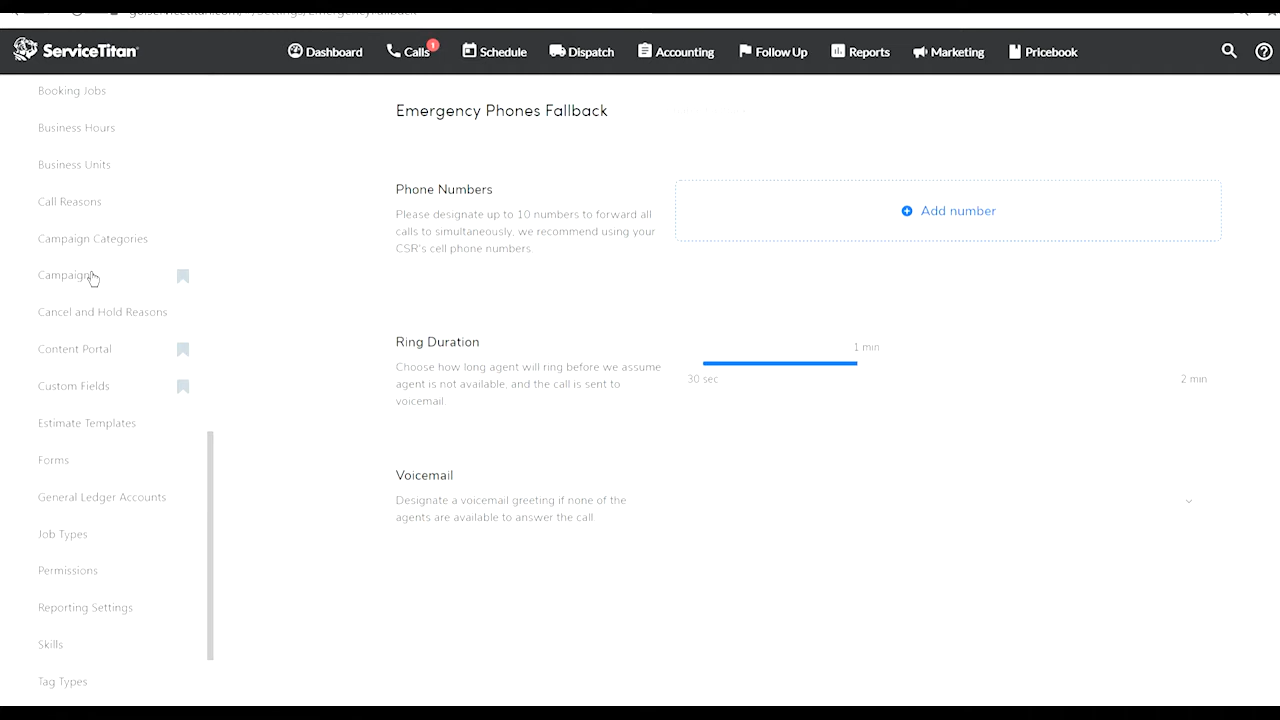 ServiceTitan
Dashboard
Calls
1
Schedule
Dispatch
Accounting
Follow Up
Reports
Marketing
Pricebook
Booking Jobs
Business Hours
Business Units
Call Reasons
Campaign Categories
Cancel and Hold Reasons
Content Portal
Custom Fields
Estimate Templates
Forms
General Ledger Accounts
Job Types
Permissions
Reporting Settings
Skills
Tag Types
Emergency Phones Fallback
Phone Numbers
Please designate up to 10 numbers to forward all
calls to simultaneously, we recommend using your
CSR's cell phone numbers.
Add number
Ring Duration
Choose how long agent will ring before we assume
agent is not available, and the call is sent to
voicemail.
1 min
30 sec
2 min
Voicemail
Designate a voicemail greeting if none of the
agents are available to answer the call